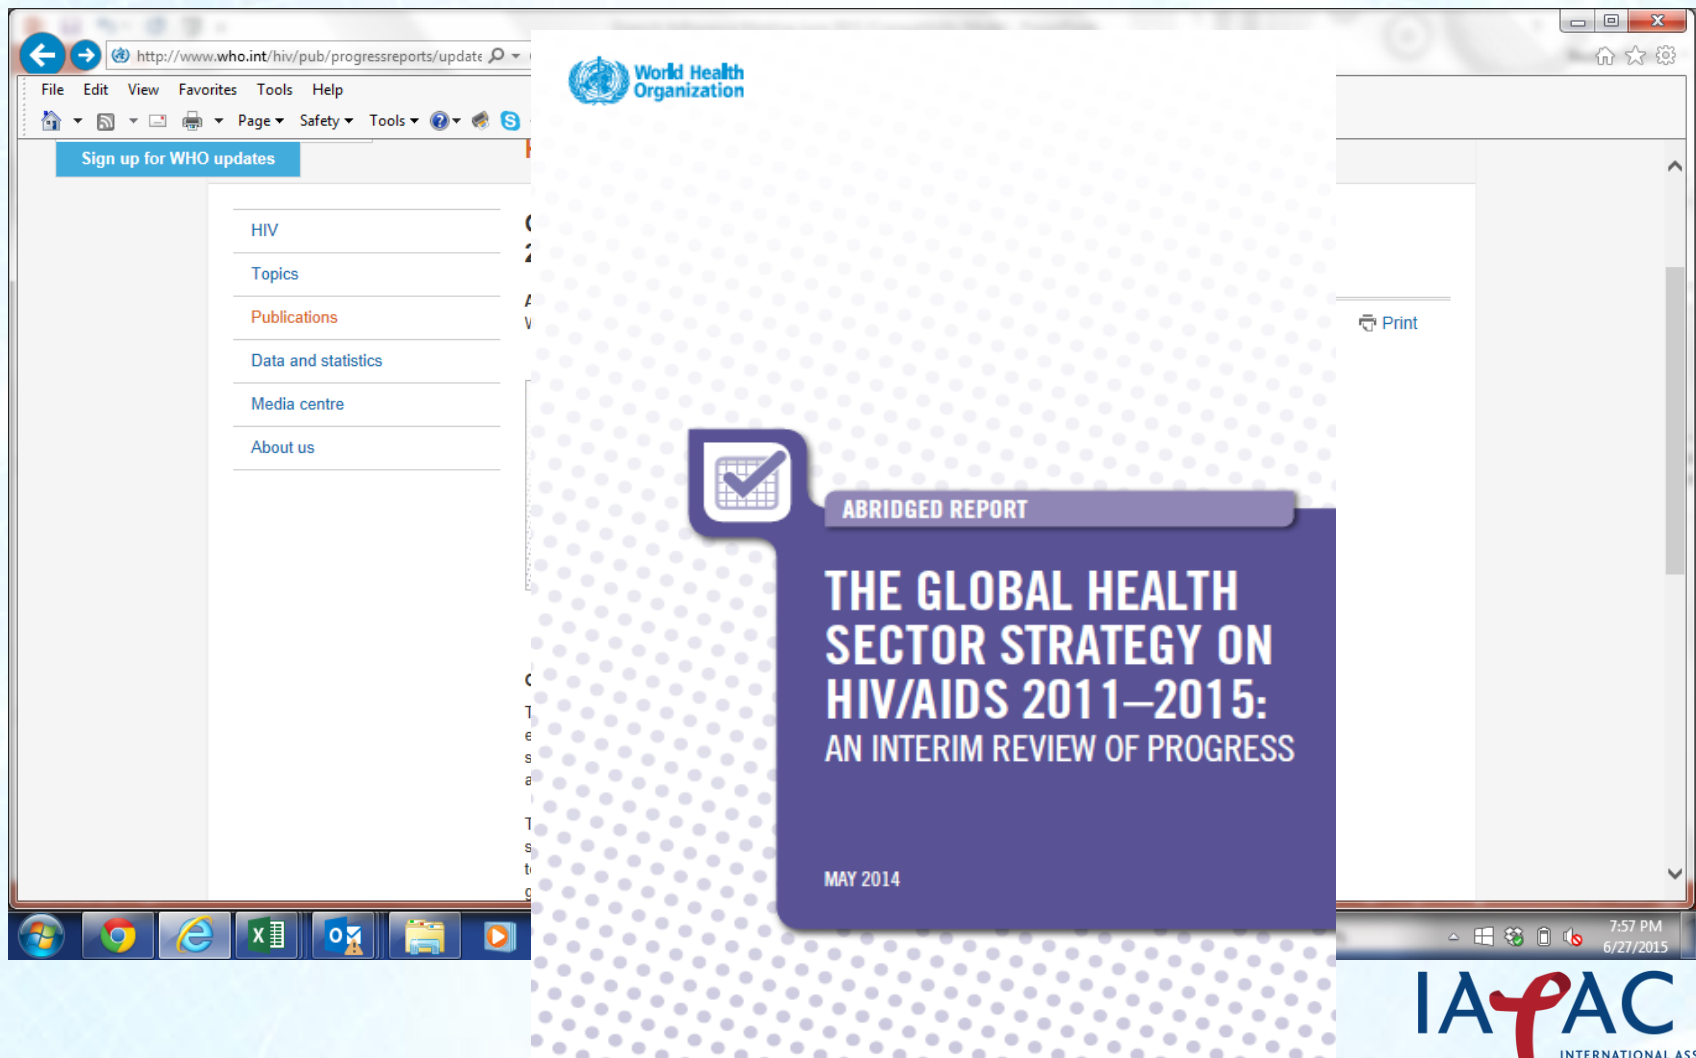 http://www.who.int/hiv/pub/progressreports/update
File Edit View Favorites Tools Help
Page Safety Tools
Sign up for WHO updates
HIV
Topics
Publications
Data and statistics
Media centre
About us
Print
World Health
Organization
ABRIDGED REPORT
THE GLOBAL HEALTH
SECTOR STRATEGY ON
HIV/AIDS 2011–2015:
AN INTERIM REVIEW OF PROGRESS
MAY 2014
7:57 PM
6/27/2015
IAPAC
INTERNATIONAL ASS